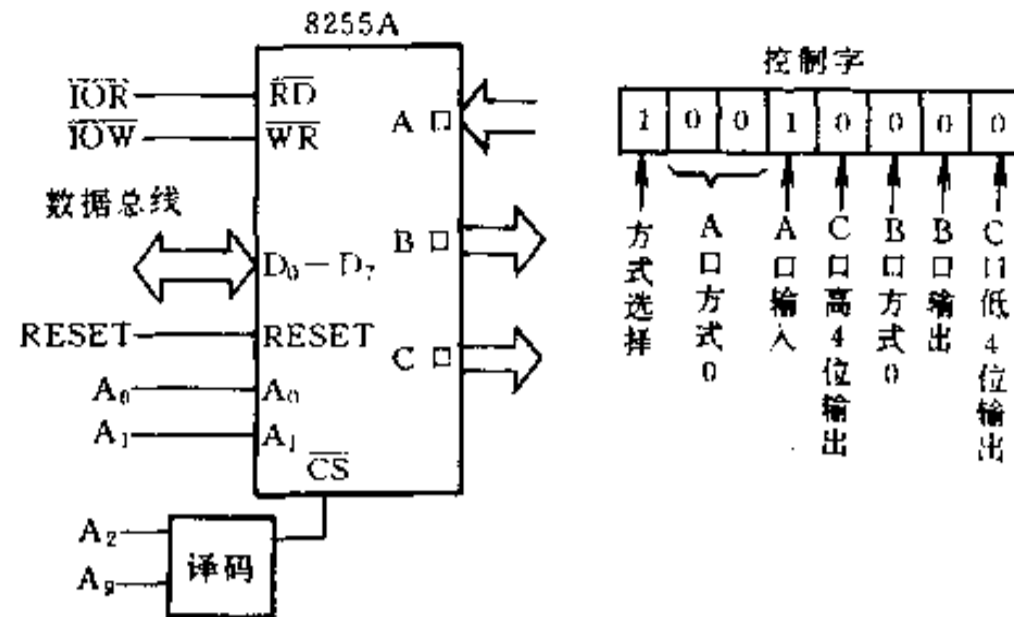 8255A
IOR
RD
IOW
WR
A口
数据总线
B口
D₀－D₇
RESET
RESET
C口
A₀
A₀
A₁
A₁
CS
A₂
A₉
译码
控制字
1 0 0 1 0 0 0 0
方式选择
A口方式0
A口输入
C口高4位输出
B口方式0
B口输出
C口低4位输出